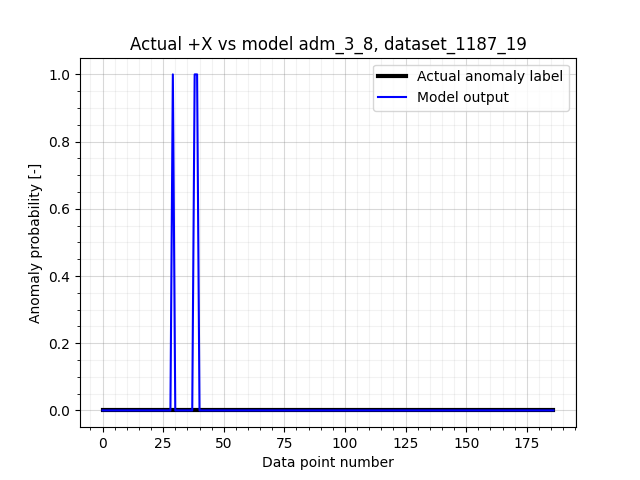 Actual +X vs model adm_3_8, dataset_1187_19
Actual anomaly label
Model output
1.0
0.8
0.6
0.4
0.2
0.0
Anomaly probability [-]
0 25 50 75 100 125 150 175
Data point number